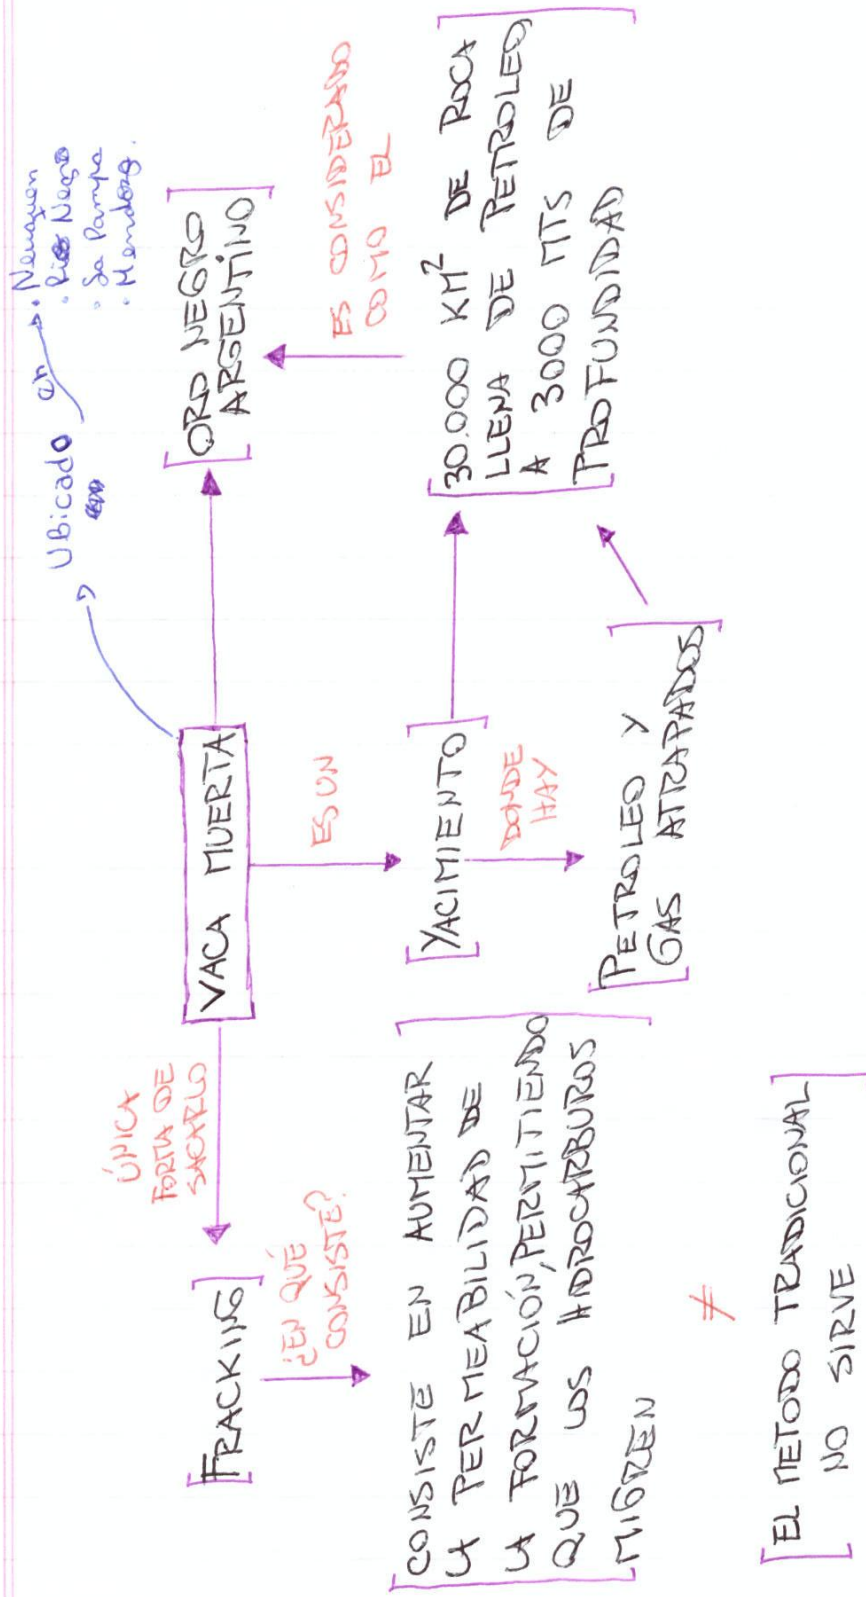 Ubicado en
• Neuquen
• Rio Negro
• La Pampa
• Mendoza.
VACA MUERTA
ÚNICA
FORMA DE
SACARLO
[FRACKING]
¿EN QUÉ
CONSISTE?
[CONSISTE EN AUMENTAR
LA PERMEABILIDAD DE
LA FORMACIÓN, PERMITIENDO
QUE LOS HIDROCARBUROS
MIGREN]
≠
[EL METODO TRADICIONAL
NO SIRVE]
ES UN
[YACIMIENTO]
DONDE
HAY
[PETROLEO Y
GAS ATRAPADOS]
[ORO NEGRO
ARGENTINO]
ES CONSIDERADO
COMO EL
[30.000 KM² DE ROCA
LLENA DE PETROLEO
A 3000 MTS DE
PROFUNDIDAD]